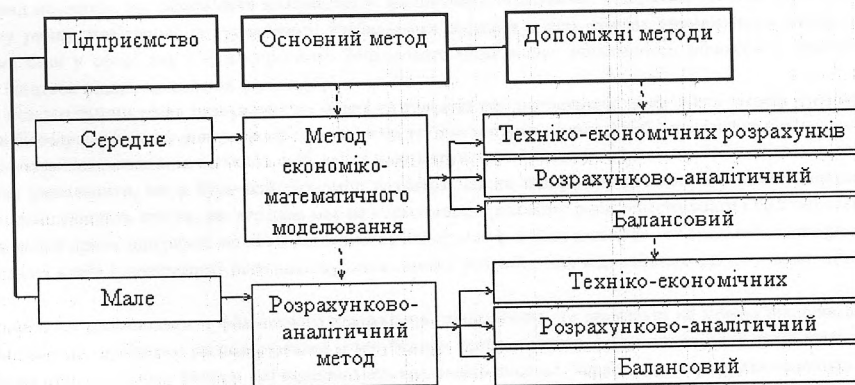 Підприємство
Основний метод
Допоміжні методи
Середнє
Метод
економіко-
математичного
моделювання
Техніко-економічних розрахунків
Розрахунково-аналітичний
Балансовий
Мале
Розрахунково-
аналітичний
метод
Техніко-економічних
Розрахунково-аналітичний
Балансовий